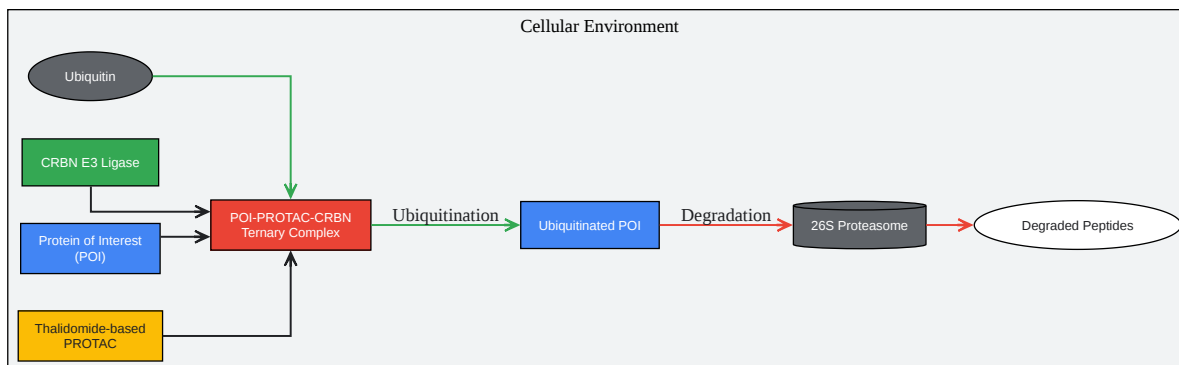 Cellular Environment
Ubiquitin
CRBN E3 Ligase
Protein of Interest
(POI)
Thalidomide-based
PROTAC
POI-PROTAC-CRBN
Ternary Complex
Ubiquitination
Ubiquitinated POI
Degradation
26S Proteasome
Degraded Peptides